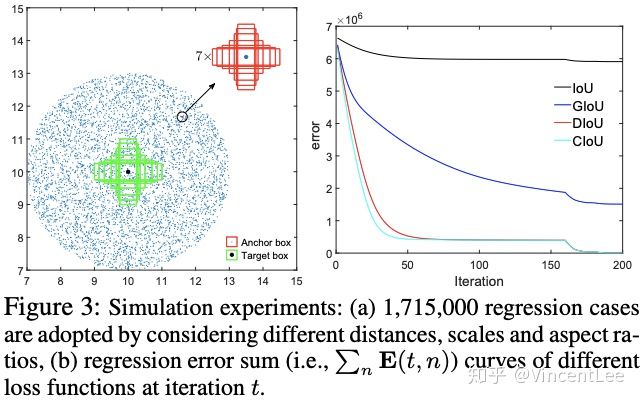 15
14
13
12
11
10
9
8
7
7 8 9 10 11 12 13 14 15
7×
Anchor box
Target box
×10⁶
7
6
5
4
3
2
1
0
0 50 100 150 200
error
Iteration
IoU
GIoU
DIoU
CIoU
Figure 3: Simulation experiments: (a) 1,715,000 regression cases
are adopted by considering different distances, scales and aspect ra-
tios, (b) regression error sum (i.e., ∑ₙ E(t, n)) curves of different
loss functions at iteration t.
知乎 @VincentLee